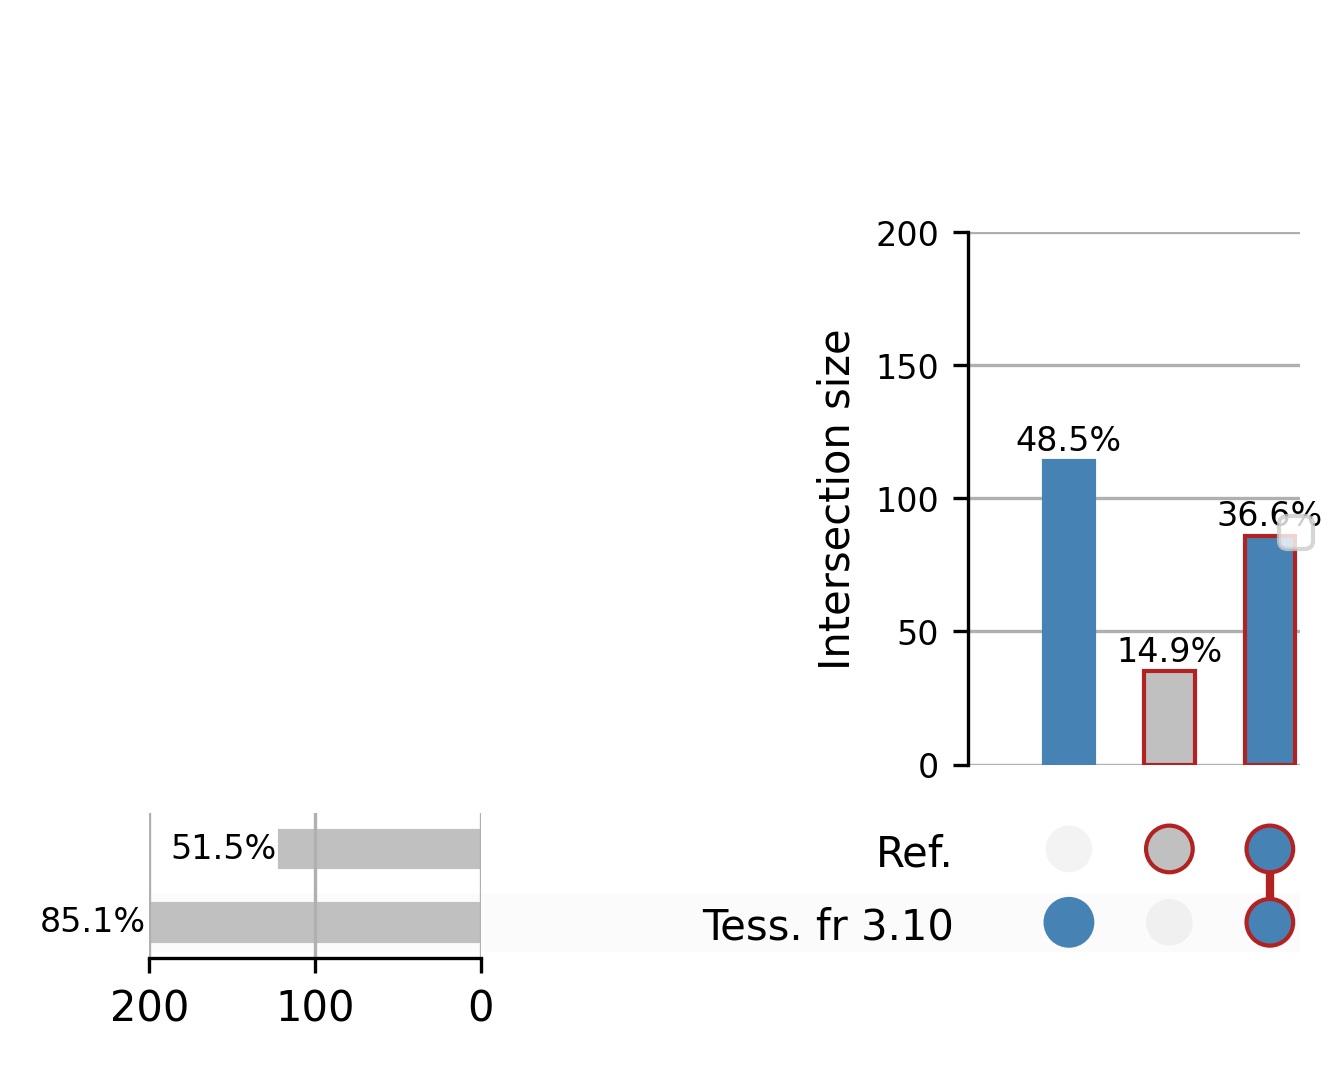 200
150
100
50
0
Intersection size
48.5%
14.9%
36.6%
51.5%
85.1%
200 100 0
Ref.
Tess. fr 3.10